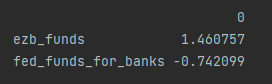 0
ezb_funds 1.460757
fed_funds_for_banks -0.742099